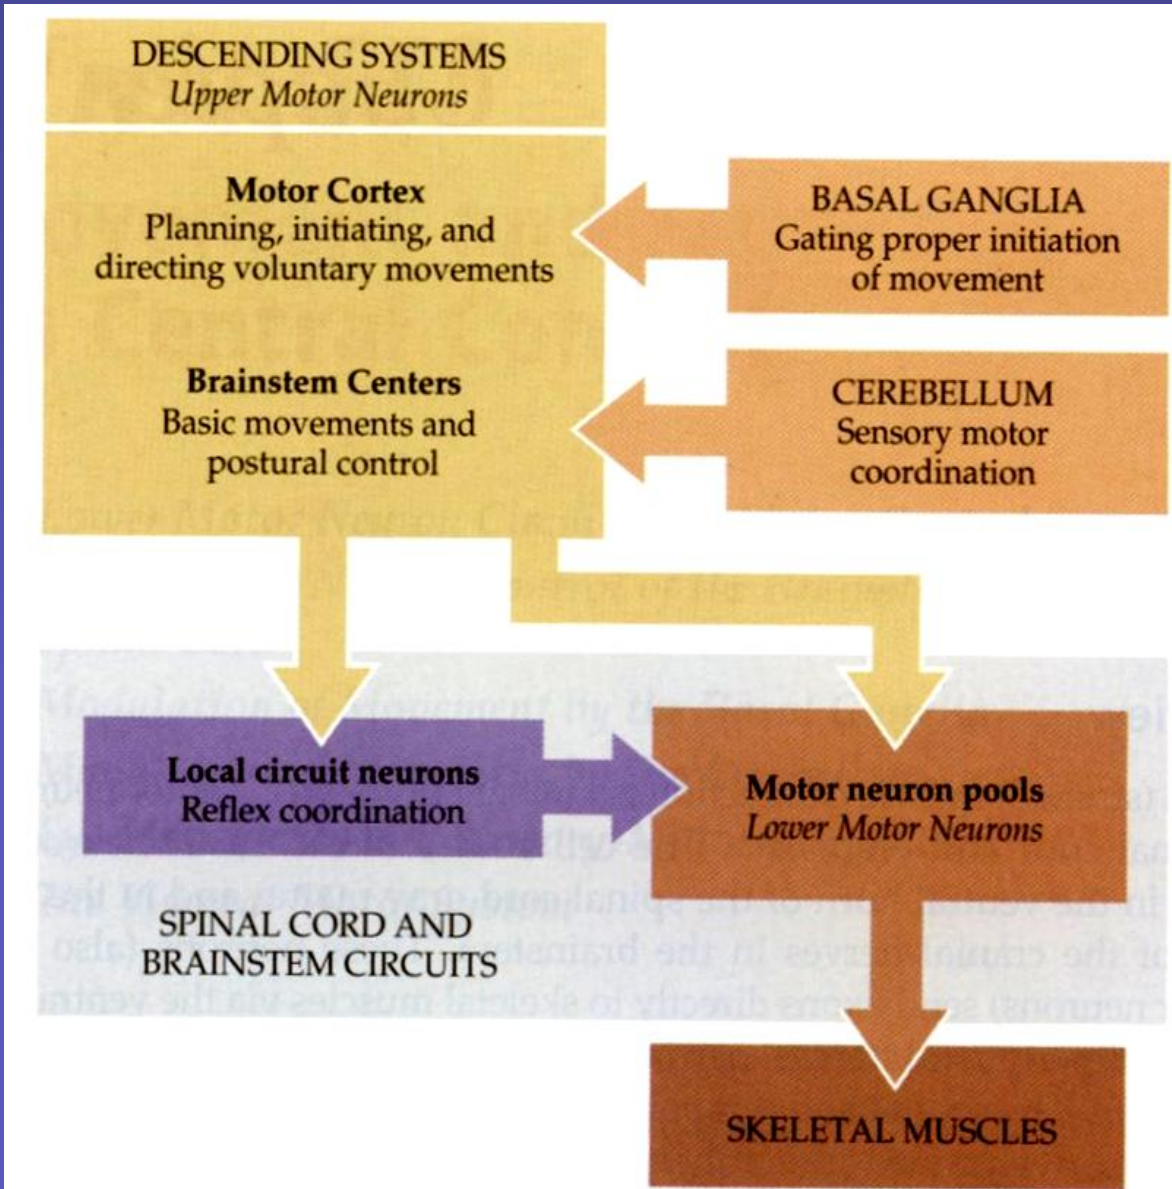 DESCENDING SYSTEMS
Upper Motor Neurons
Motor Cortex
Planning, initiating, and
directing voluntary movements
BASAL GANGLIA
Gating proper initiation
of movement
Brainstem Centers
Basic movements and
postural control
CEREBELLUM
Sensory motor
coordination
Local circuit neurons
Reflex coordination
Motor neuron pools
Lower Motor Neurons
SPINAL CORD AND
BRAINSTEM CIRCUITS
SKELETAL MUSCLES